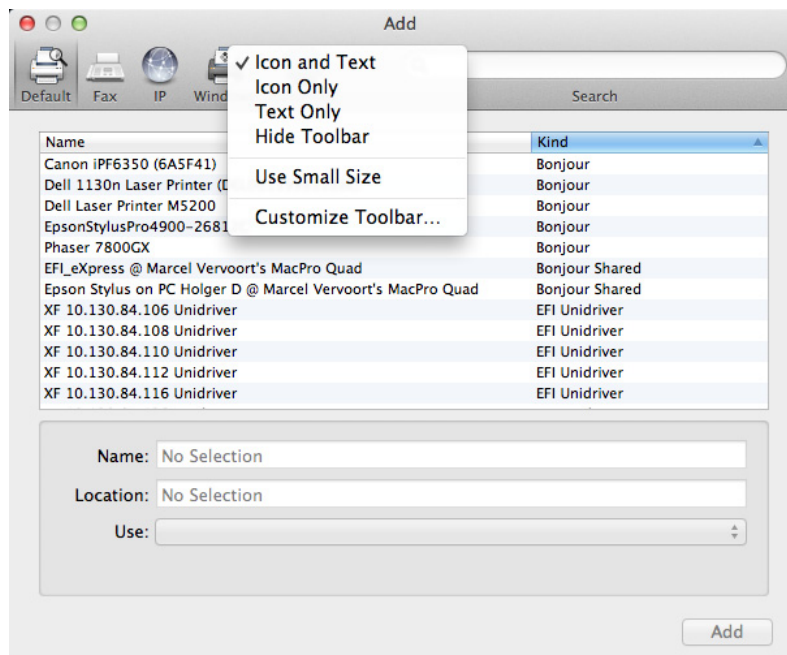 Add
✓ Icon and Text
Icon Only
Text Only
Hide Toolbar
Use Small Size
Customize Toolbar...
Default Fax IP Search
Name Kind
Canon iPF6350 (6A5F41) Bonjour
Dell 1130n Laser Printer Bonjour
Dell Laser Printer M5200 Bonjour
EpsonStylusPro4900-2681 Bonjour
Phaser 7800GX Bonjour
EFI_eXpress @ Marcel Vervoort's MacPro Quad Bonjour Shared
Epson Stylus on PC Holger D @ Marcel Vervoort's MacPro Quad Bonjour Shared
XF 10.130.84.106 Unidriver EFI Unidriver
XF 10.130.84.108 Unidriver EFI Unidriver
XF 10.130.84.110 Unidriver EFI Unidriver
XF 10.130.84.112 Unidriver EFI Unidriver
XF 10.130.84.116 Unidriver EFI Unidriver
Name: No Selection
Location: No Selection
Use:
Add